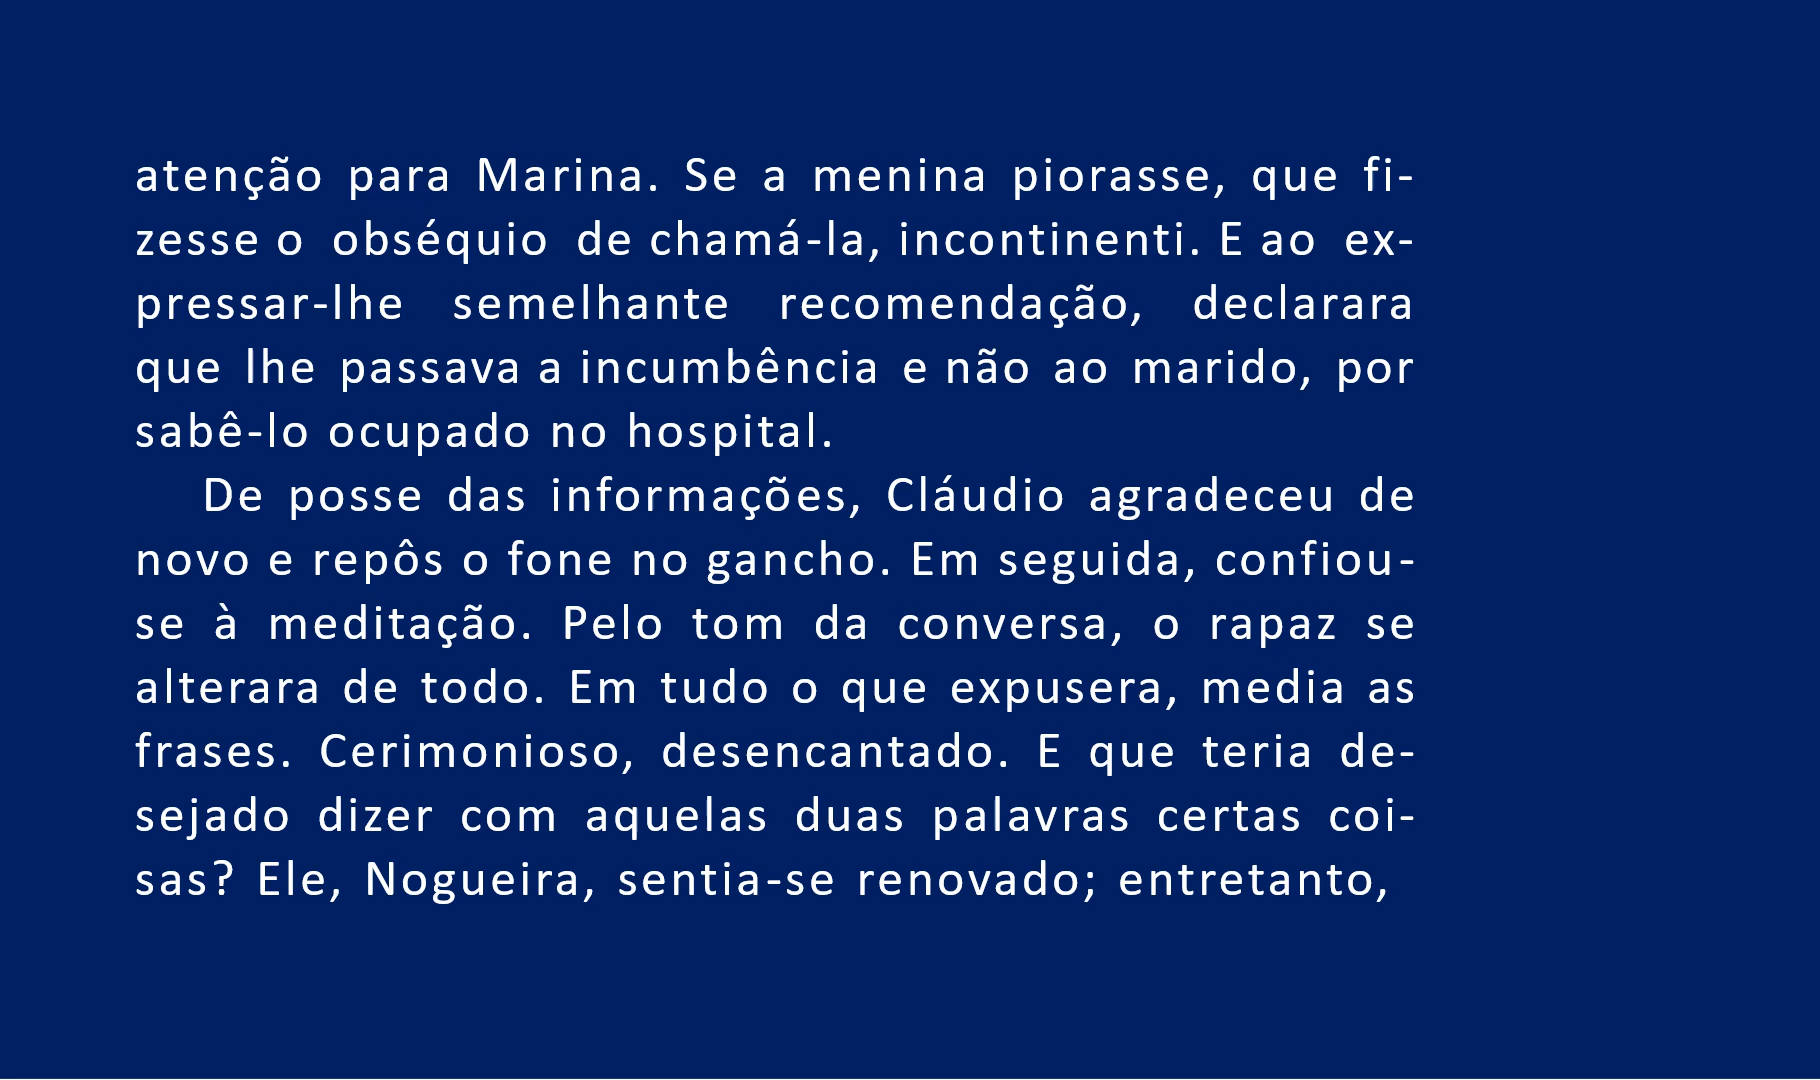 atenção para Marina. Se a menina piorasse, que fi-
zesse o obséquio de chamá-la, incontinenti. E ao ex-
pressar-lhe semelhante recomendação, declarara
que lhe passava a incumbência e não ao marido, por
sabê-lo ocupado no hospital.
De posse das informações, Cláudio agradeceu de
novo e repôs o fone no gancho. Em seguida, confiou-
se à meditação. Pelo tom da conversa, o rapaz se
alterara de todo. Em tudo o que expusera, media as
frases. Cerimonioso, desencantado. E que teria de-
sejado dizer com aquelas duas palavras certas coi-
sas? Ele, Nogueira, sentia-se renovado; entretanto,